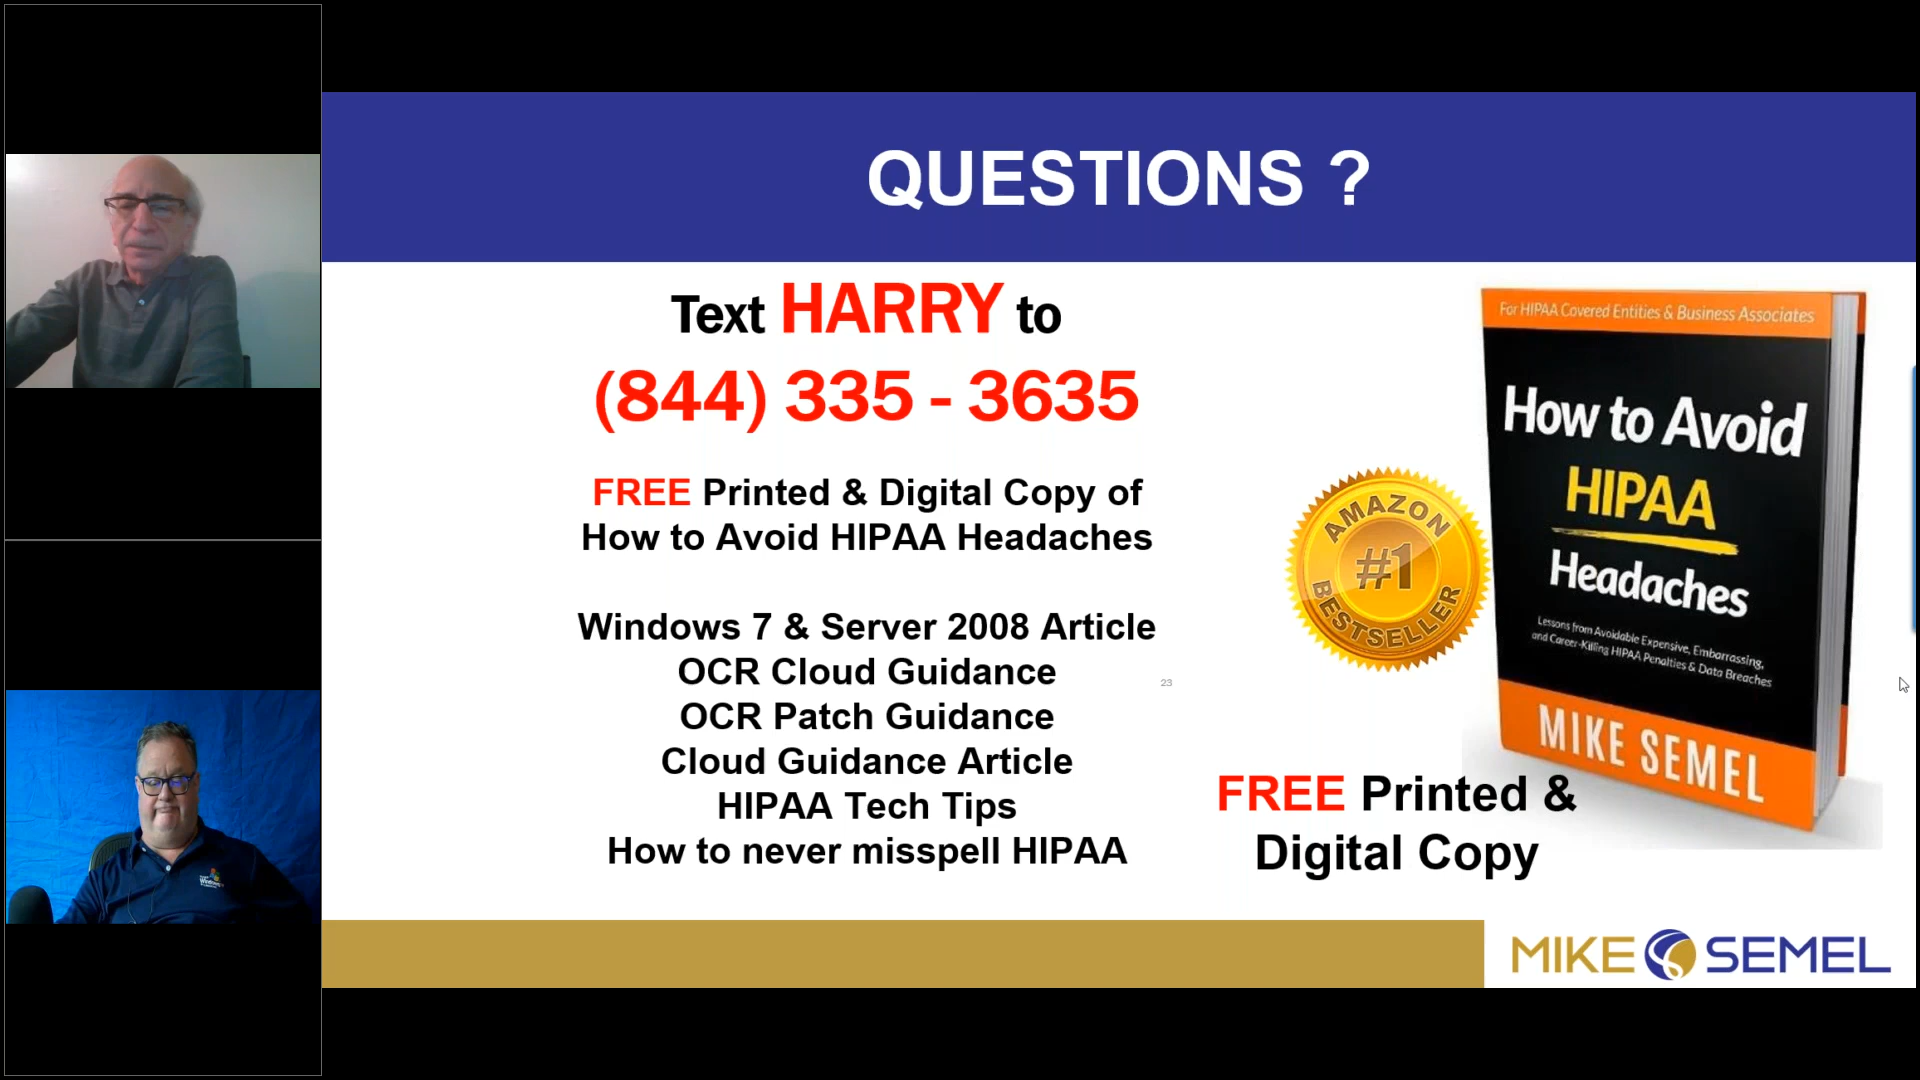 QUESTIONS ?
Text HARRY to
(844) 335 - 3635
FREE Printed & Digital Copy of
How to Avoid HIPAA Headaches
Windows 7 & Server 2008 Article
OCR Cloud Guidance
OCR Patch Guidance
Cloud Guidance Article
HIPAA Tech Tips
How to never misspell HIPAA
23
AMAZON
#1
BESTSELLER
For HIPAA Covered Entities & Business Associates
How to Avoid
HIPAA
Headaches
Lessons from Avoidable Expensive, Embarrassing,
and Career-Killing HIPAA Penalties & Data Breaches
MIKE SEMEL
FREE Printed &
Digital Copy
MIKE SEMEL